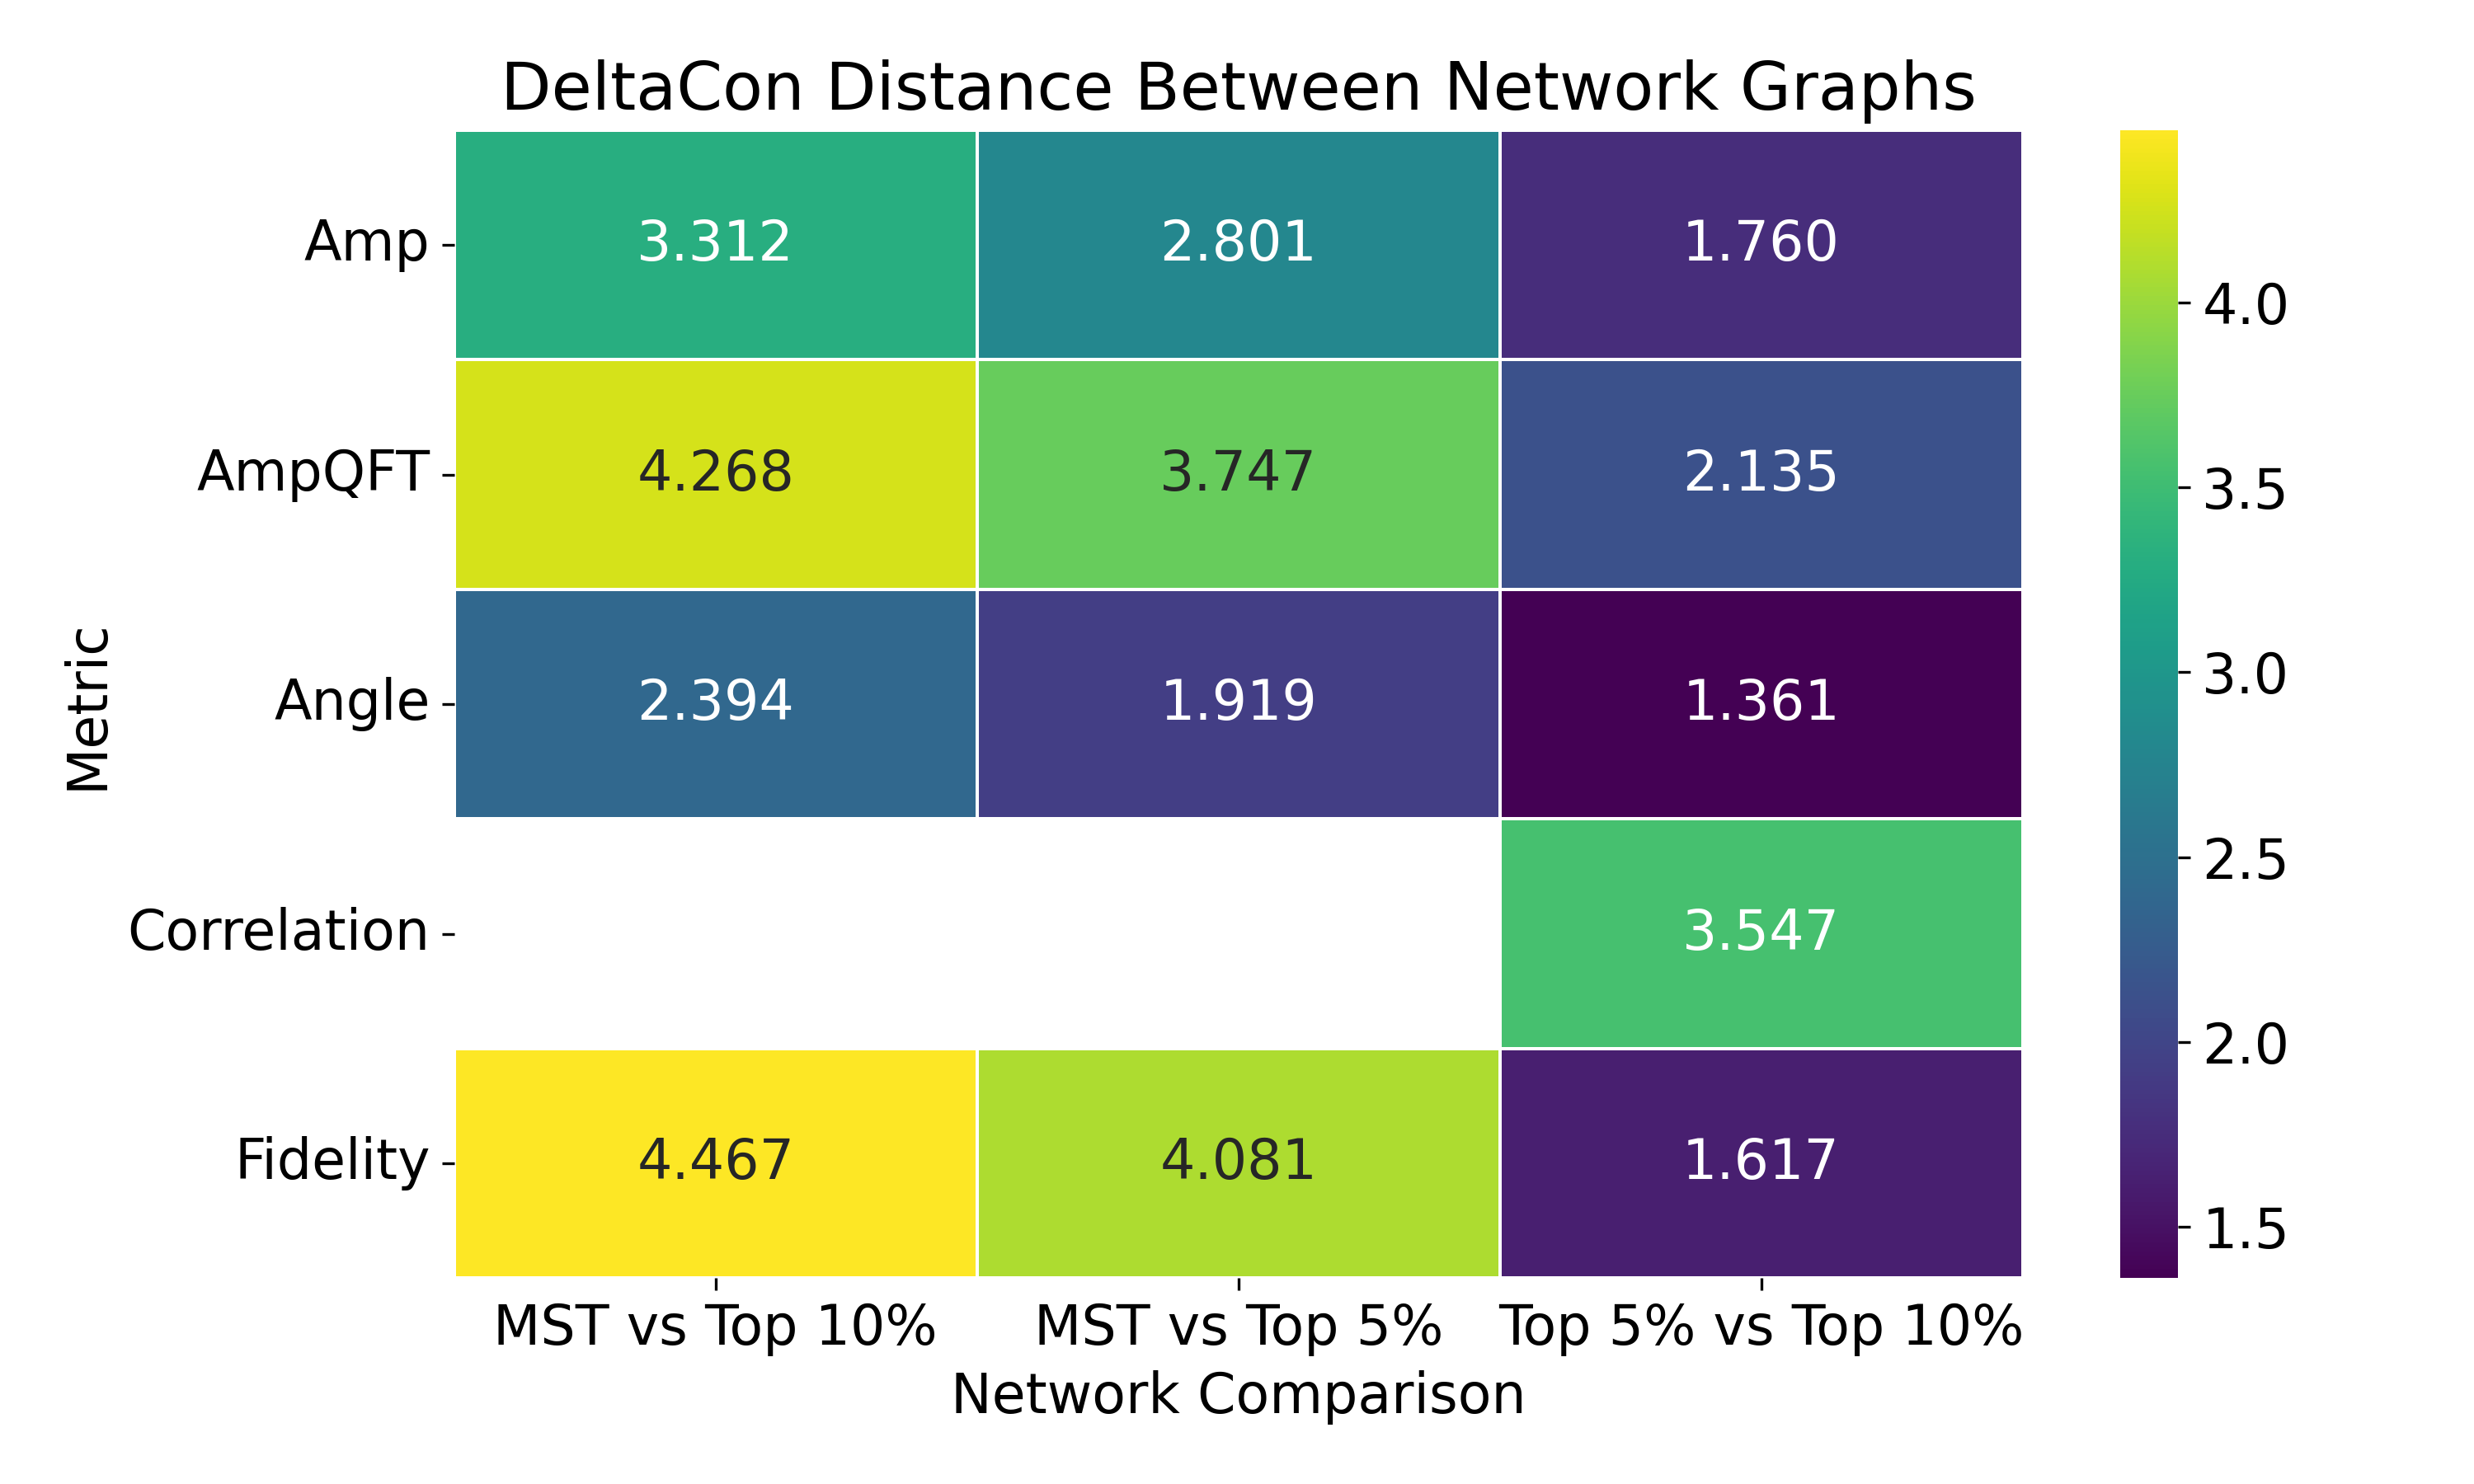 DeltaCon Distance Between Network Graphs
Metric
Amp 3.312 2.801 1.760
AmpQFT 4.268 3.747 2.135
Angle 2.394 1.919 1.361
Correlation 3.547
Fidelity 4.467 4.081 1.617
MST vs Top 10% MST vs Top 5% Top 5% vs Top 10%
Network Comparison
4.0
3.5
3.0
2.5
2.0
1.5